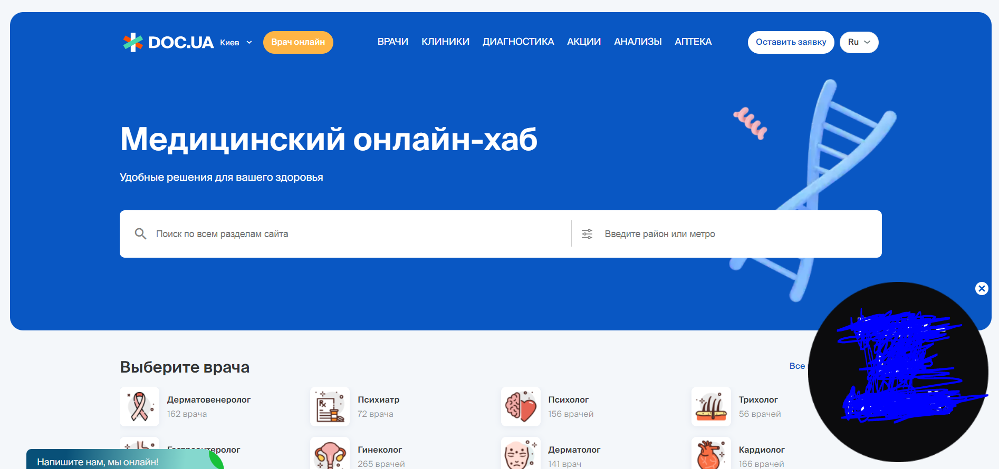 DOC.UA Киев Врач онлайн ВРАЧИ КЛИНИКИ ДИАГНОСТИКА АКЦИИ АНАЛИЗЫ АПТЕКА Оставить заявку Ru
Медицинский онлайн-хаб
Удобные решения для вашего здоровья
Поиск по всем разделам сайта Введите район или метро
Выберите врача Все
Дерматовенеролог Психиатр Психолог Трихолог
162 врача 72 врача 156 врачей 56 врачей
Гинеколог Дерматолог Кардиолог
265 врачей 141 врач 166 врачей
Напишите нам, мы онлайн!